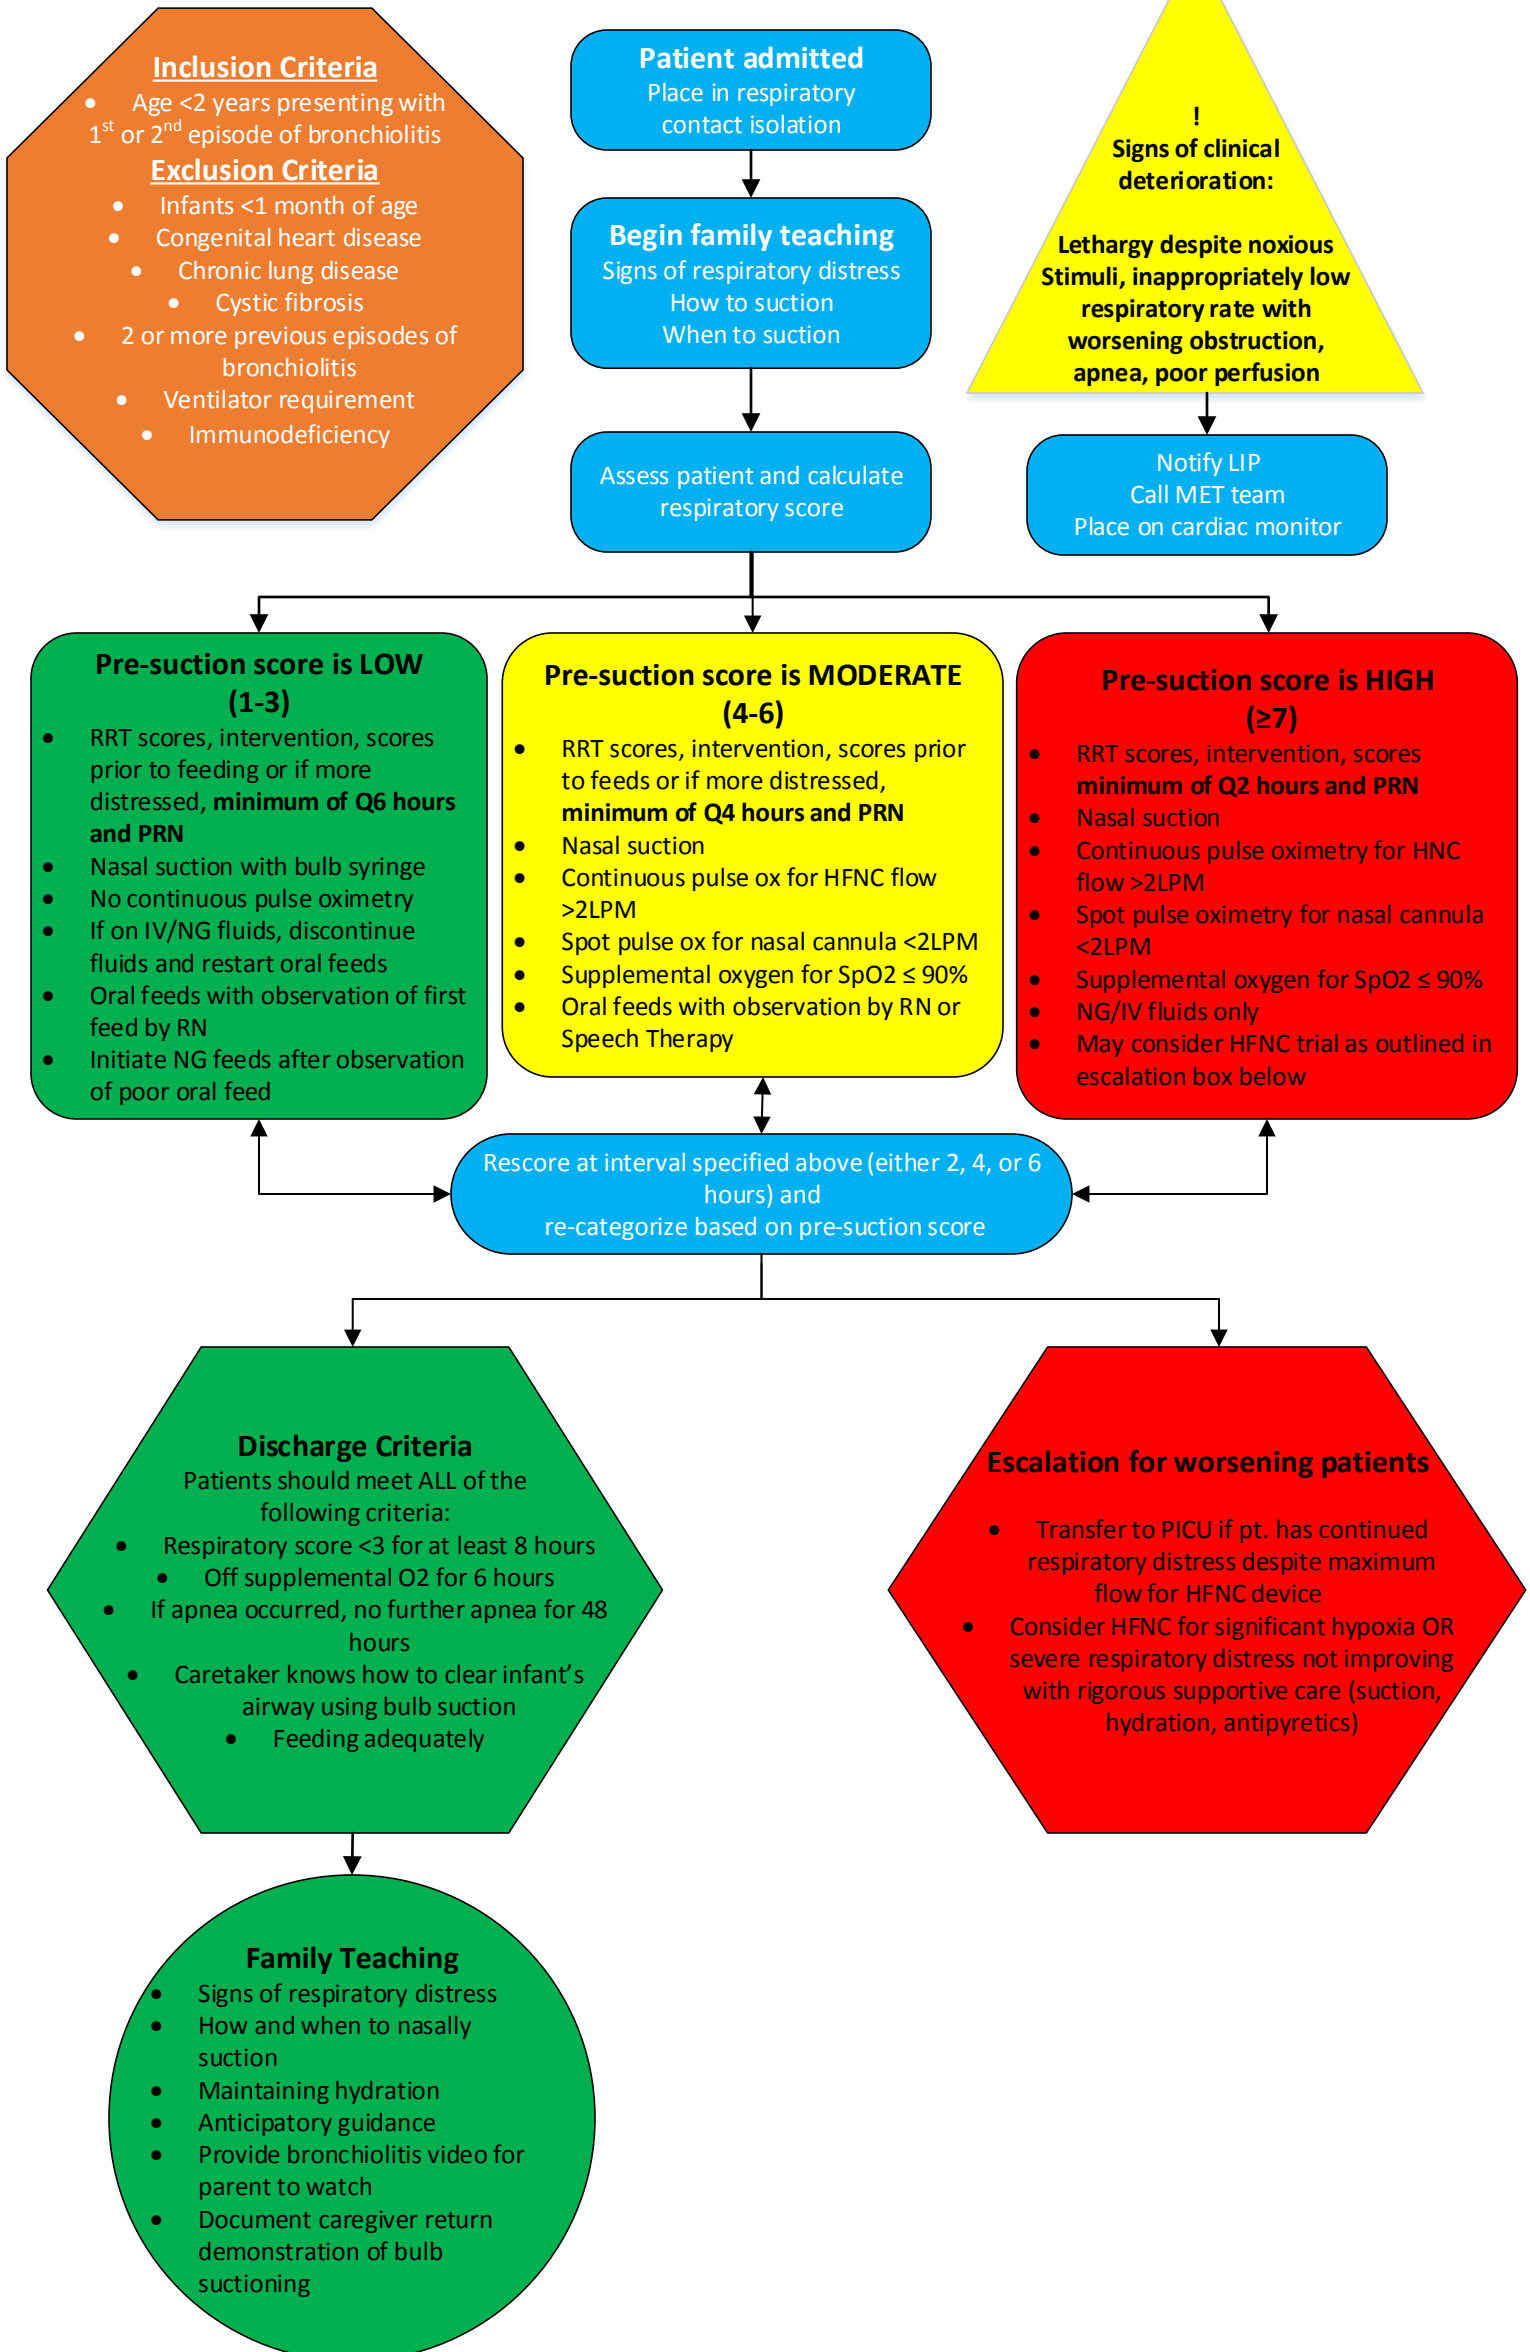 Inclusion Criteria
• Age <2 years presenting with
1st or 2nd episode of bronchiolitis
Exclusion Criteria
• Infants <1 month of age
• Congenital heart disease
• Chronic lung disease
• Cystic fibrosis
• 2 or more previous episodes of
bronchiolitis
• Ventilator requirement
• Immunodeficiency
Patient admitted
Place in respiratory
contact isolation
Begin family teaching
Signs of respiratory distress
How to suction
When to suction
Assess patient and calculate
respiratory score
!
Signs of clinical
deterioration:
Lethargy despite noxious
Stimuli, inappropriately low
respiratory rate with
worsening obstruction,
apnea, poor perfusion
Notify LIP
Call MET team
Place on cardiac monitor
Pre-suction score is LOW
(1-3)
• RRT scores, intervention, scores
prior to feeding or if more
distressed, minimum of Q6 hours
and PRN
• Nasal suction with bulb syringe
• No continuous pulse oximetry
• If on IV/NG fluids, discontinue
fluids and restart oral feeds
• Oral feeds with observation of first
feed by RN
• Initiate NG feeds after observation
of poor oral feed
Pre-suction score is MODERATE
(4-6)
• RRT scores, intervention, scores prior
to feeds or if more distressed,
minimum of Q4 hours and PRN
• Nasal suction
• Continuous pulse ox for HFNC flow
>2LPM
• Spot pulse ox for nasal cannula <2LPM
• Supplemental oxygen for SpO2 ≤ 90%
• Oral feeds with observation by RN or
Speech Therapy
Pre-suction score is HIGH
(≥7)
• RRT scores, intervention, scores
minimum of Q2 hours and PRN
• Nasal suction
• Continuous pulse oximetry for HNC
flow >2LPM
• Spot pulse oximetry for nasal cannula
<2LPM
• Supplemental oxygen for SpO2 ≤ 90%
• NG/IV fluids only
• May consider HFNC trial as outlined in
escalation box below
Rescore at interval specified above (either 2, 4, or 6
hours) and
re-categorize based on pre-suction score
Discharge Criteria
Patients should meet ALL of the
following criteria:
• Respiratory score <3 for at least 8 hours
• Off supplemental O2 for 6 hours
• If apnea occurred, no further apnea for 48
hours
• Caretaker knows how to clear infant's
airway using bulb suction
• Feeding adequately
Escalation for worsening patients
• Transfer to PICU if pt. has continued
respiratory distress despite maximum
flow for HFNC device
• Consider HFNC for significant hypoxia OR
severe respiratory distress not improving
with rigorous supportive care (suction,
hydration, antipyretics)
Family Teaching
• Signs of respiratory distress
• How and when to nasally
suction
• Maintaining hydration
• Anticipatory guidance
• Provide bronchiolitis video for
parent to watch
• Document caregiver return
demonstration of bulb
suctioning